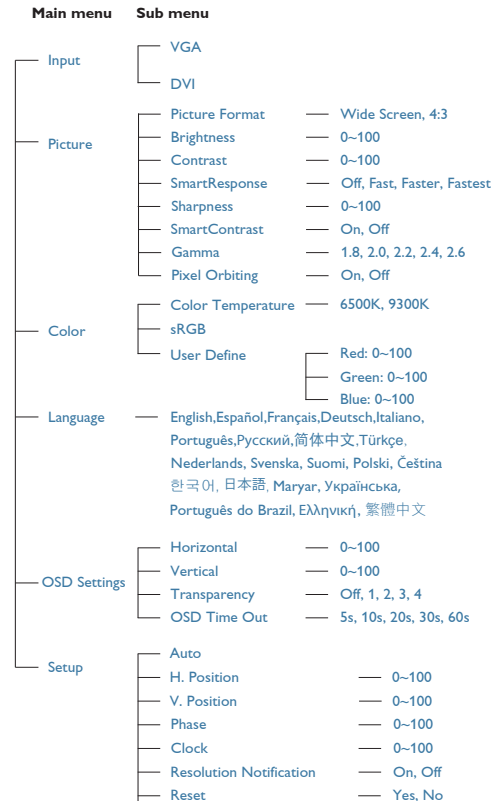 Main menu Sub menu
Input
VGA
DVI
Picture
Picture Format Wide Screen, 4:3
Brightness 0~100
Contrast 0~100
SmartResponse Off, Fast, Faster, Fastest
Sharpness 0~100
SmartContrast On, Off
Gamma 1.8, 2.0, 2.2, 2.4, 2.6
Pixel Orbiting On, Off
Color
Color Temperature 6500K, 9300K
sRGB
User Define Red: 0~100
Green: 0~100
Blue: 0~100
Language English,Español,Français,Deutsch,Italiano,
Português,Русский,简体中文,Türkçe,
Nederlands, Svenska, Suomi, Polski, Čeština
한국어, 日本語, Maryar, Українська,
Português do Brazil, Ελληνική, 繁體中文
OSD Settings
Horizontal 0~100
Vertical 0~100
Transparency Off, 1, 2, 3, 4
OSD Time Out 5s, 10s, 20s, 30s, 60s
Setup
Auto
H. Position 0~100
V. Position 0~100
Phase 0~100
Clock 0~100
Resolution Notification On, Off
Reset Yes, No